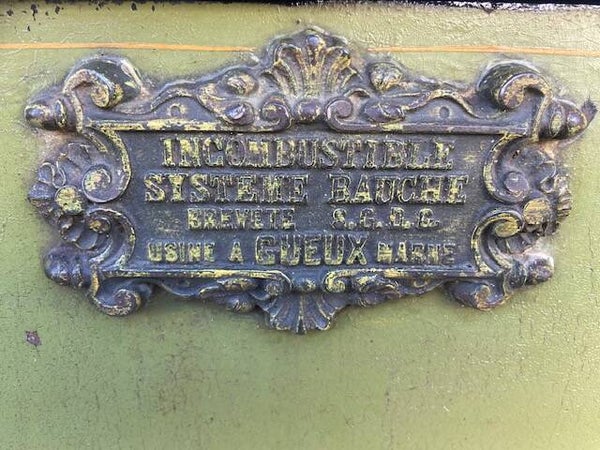 INCOMBUSTIBLE
SYSTEME BAUCHE
BREVETE S.G.D.G.
USINE A GUEUX MARNE